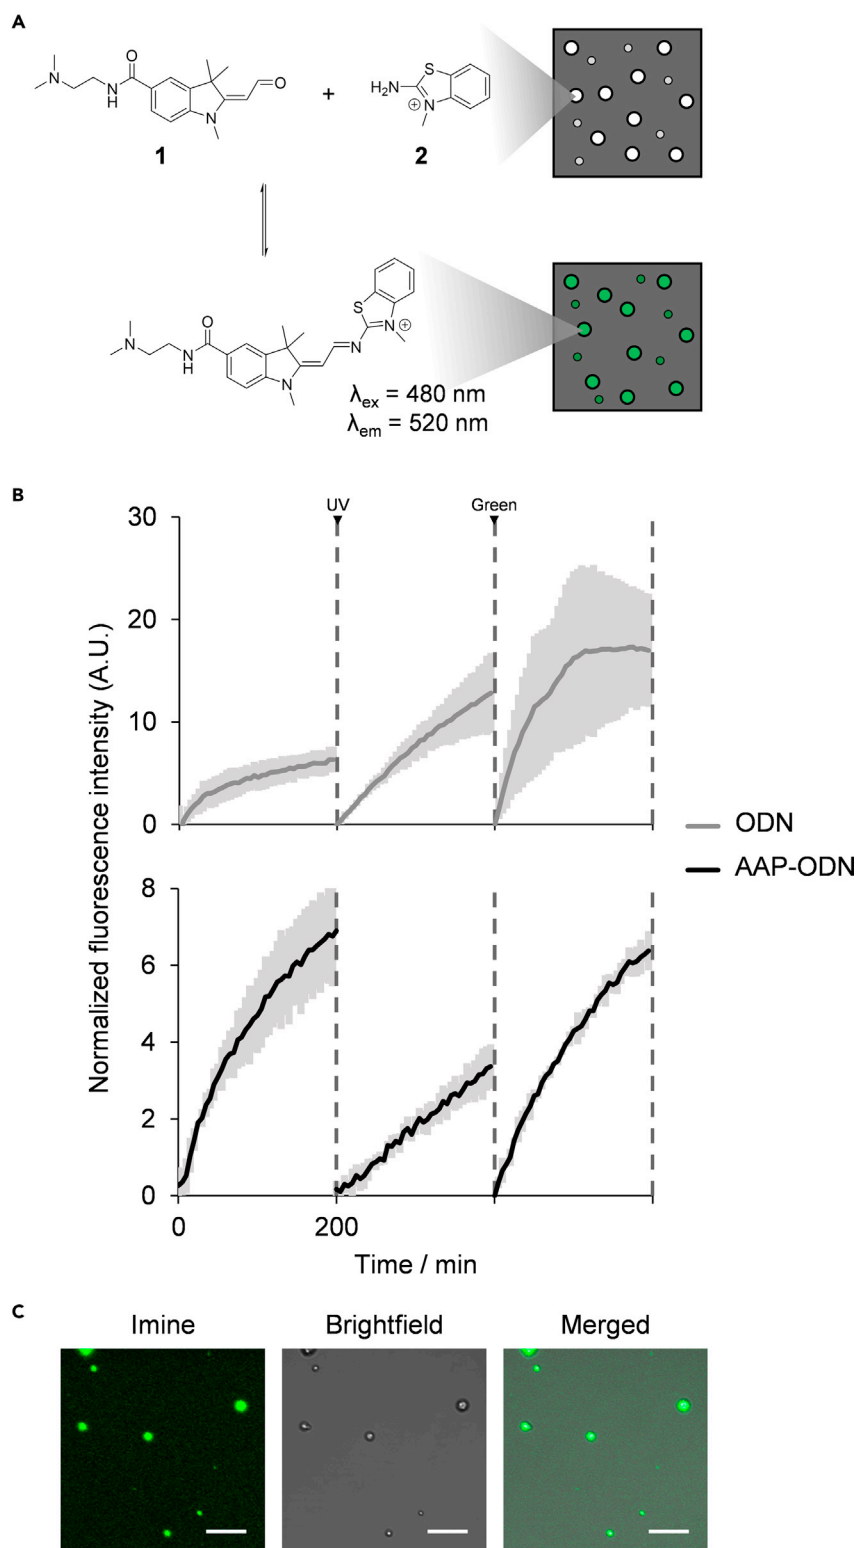 A
N
N
H
O
N
O
1
+
H₂N
S
N
⊕
2
N
N
H
O
N
N
S
N
⊕
λex = 480 nm
λem = 520 nm
B
UV
Green
Normalized fluorescence intensity (A.U.)
30
20
10
0
ODN
AAP-ODN
8
6
4
2
0
0
200
Time / min
C
Imine
Brightfield
Merged